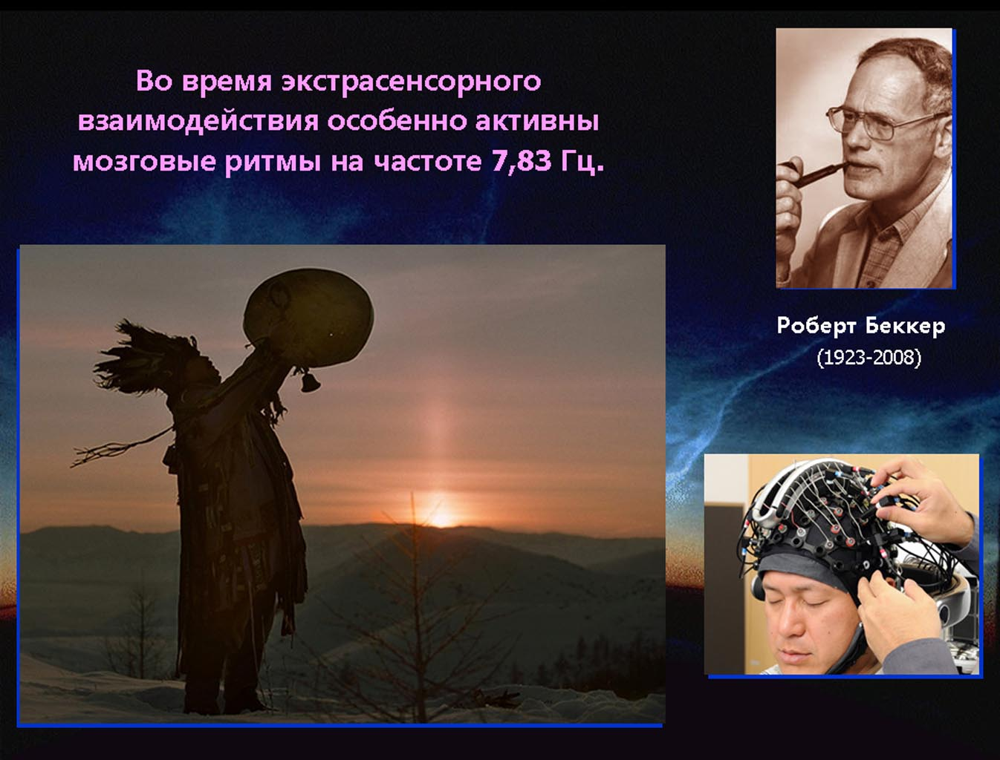 Во время экстрасенсорного
взаимодействия особенно активны
мозговые ритмы на частоте 7,83 Гц.
Роберт Беккер
(1923-2008)